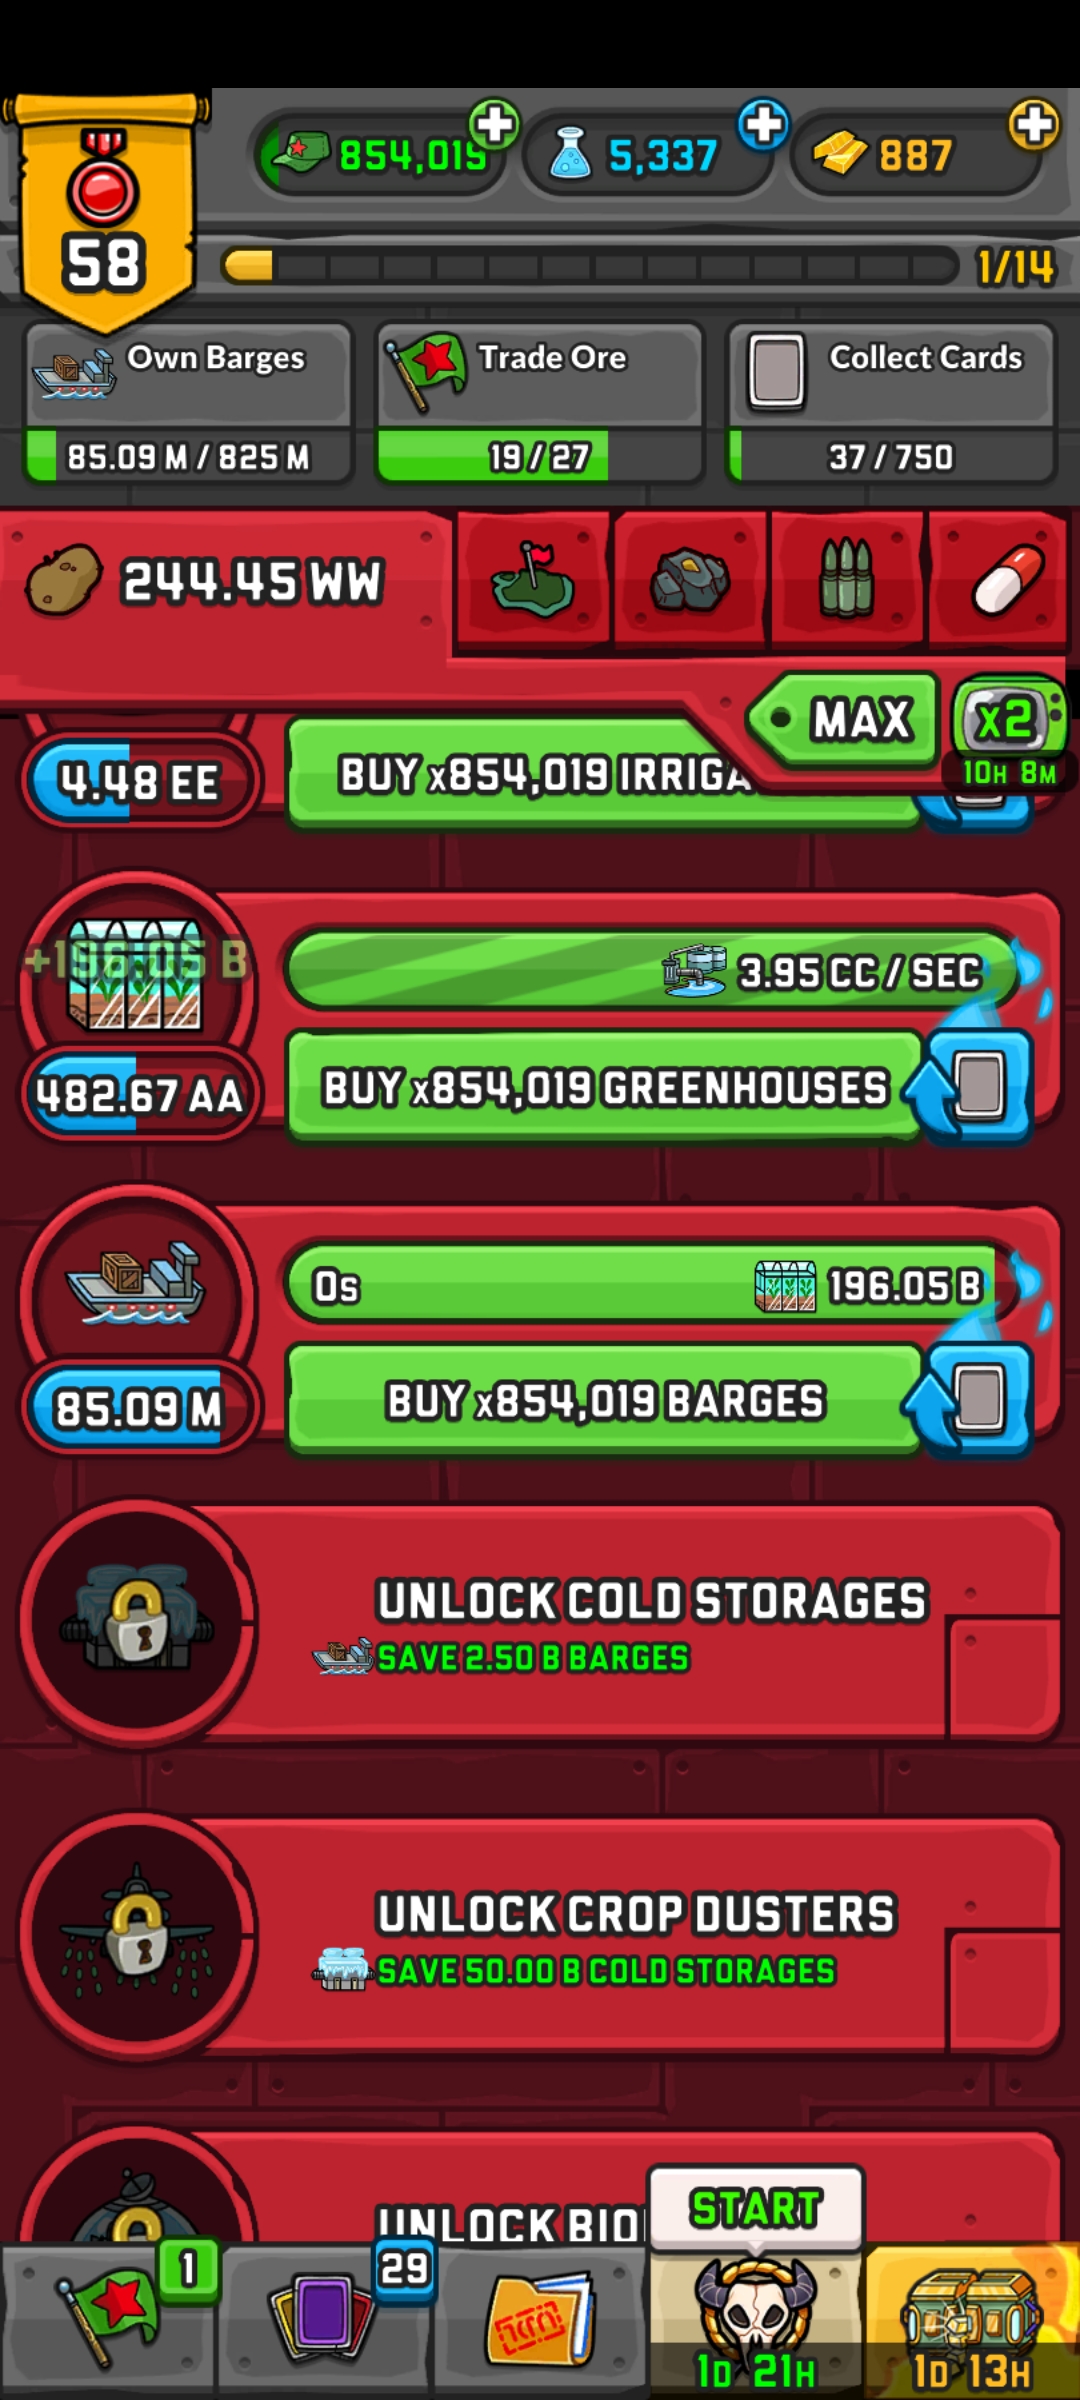 58
854,019
5,337
887
1/14
Own Barges
85.09 M / 825 M
Trade Ore
19 / 27
Collect Cards
37 / 750
244.45 WW
MAX
x2
10H 8M
4.48 EE
BUY x854,019 IRRIGA
+196.05 B
3.95 CC / SEC
482.67 AA
BUY x854,019 GREENHOUSES
0s
196.05 B
85.09 M
BUY x854,019 BARGES
UNLOCK COLD STORAGES
SAVE 2.50 B BARGES
UNLOCK CROP DUSTERS
SAVE 50.00 B COLD STORAGES
UNLOCK BIO
START
1
29
1D 21H
1D 13H